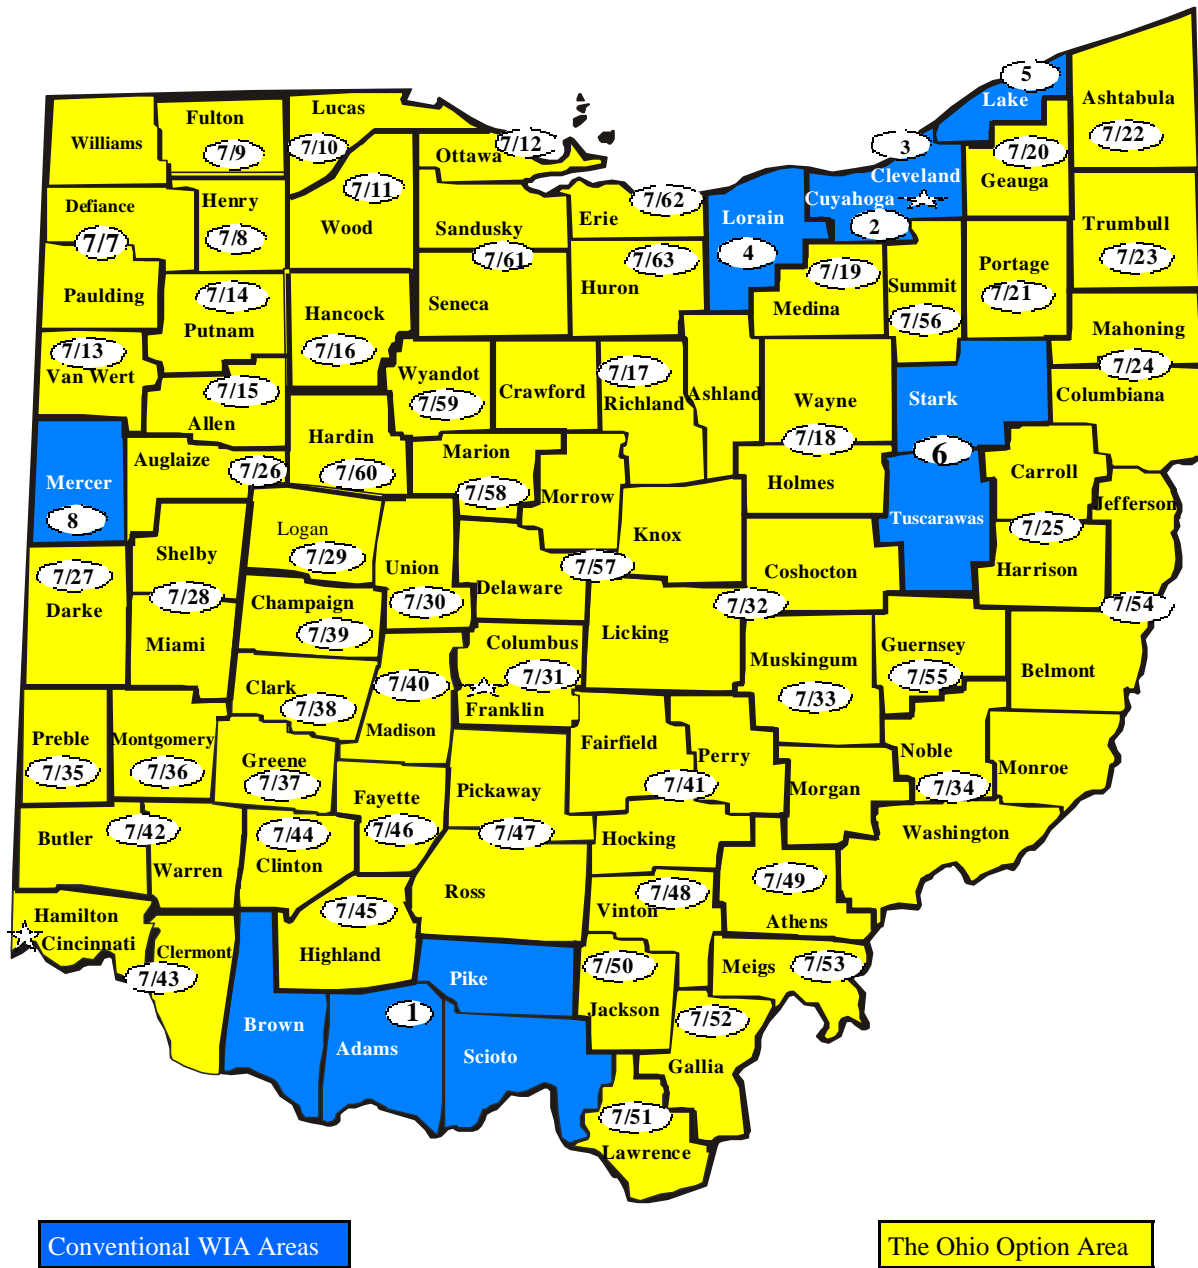 5
Lake
Ashtabula
7/22
Lucas
Fulton
7/9
7/10
Williams
7/12
Ottawa
3
Cleveland
7/20
Geauga
7/11
Wood
Henry
7/8
Defiance
7/7
7/62
Erie
Cuyahoga
2
Lorain
4
Trumbull
7/23
Sandusky
7/61
Seneca
7/63
Huron
7/19
Medina
Summit
7/56
Portage
7/21
Paulding
7/14
Putnam
Hancock
7/16
Mahoning
7/24
Columbiana
7/13
Van Wert
7/15
Allen
Wyandot
7/59
Crawford
7/17
Richland
Ashland
Wayne
7/18
Holmes
Stark
6
Tuscarawas
Hardin
7/60
Marion
7/58
Morrow
Auglaize
7/26
Mercer
8
Carroll
7/25
Harrison
Jefferson
7/54
Logan
7/29
Union
7/30
Delaware
7/57
Knox
Coshocton
7/32
Licking
Shelby
7/28
Miami
7/27
Darke
Champaign
7/39
Columbus
7/31
Franklin
Muskingum
7/33
Guernsey
7/55
Belmont
Clark
7/38
7/40
Madison
Preble
7/35
Montgomery
7/36
Greene
7/37
Fairfield
Perry
7/41
Noble
7/34
Monroe
Morgan
Fayette
7/46
Pickaway
7/47
Ross
Hocking
Washington
Butler
7/42
Warren
7/44
Clinton
7/48
Vinton
7/49
Athens
Hamilton
Cincinnati
Clermont
7/43
7/45
Highland
Pike
7/50
Jackson
Meigs
7/53
Brown
1
Adams
Scioto
7/52
Gallia
7/51
Lawrence
Conventional WIA Areas
The Ohio Option Area